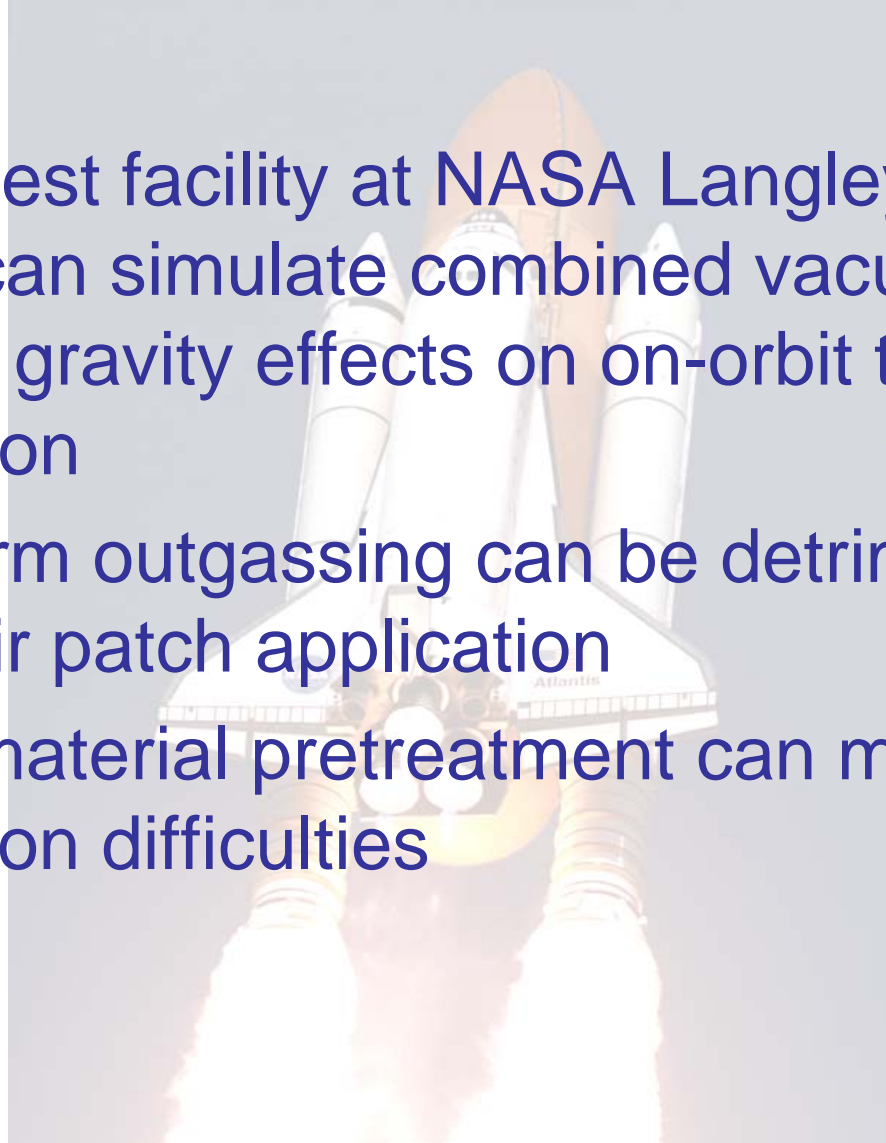 est facility at NASA Langley
can simulate combined vacu
gravity effects on on-orbit t
on
rm outgassing can be detrim
ir patch application
Atlantis
material pretreatment can m
on difficulties